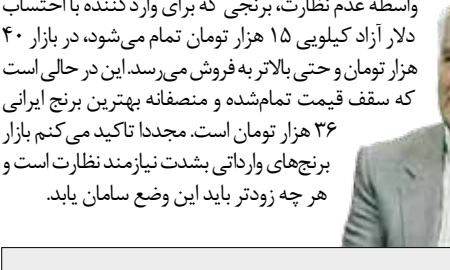 واسطه عدم نظارت، برنجی که برای واردکننده با احتساب
دلار آزاد کیلویی ۱۵ هزار تومان تمام می‌شود، در بازار ۴۰
هزار تومان و حتی بالاتر به فروش می‌رسد. این در حالی است
که سقف قیمت تمام‌شده و منصفانه بهترین برنج ایرانی
۳۶ هزار تومان است. مجددا تاکید می‌کنم بازار
برنج‌های وارداتی بشدت نیازمند نظارت است و
هر چه زودتر باید این وضع سامان یابد.